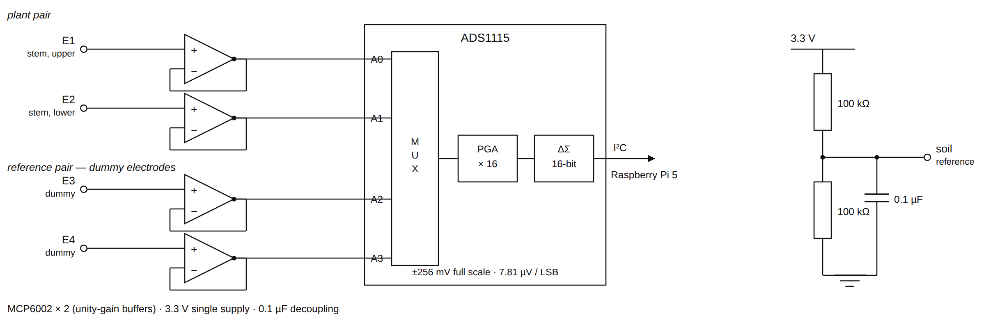 plant pair
E1
stem, upper
+
−
E2
stem, lower
+
−
reference pair — dummy electrodes
E3
dummy
+
−
E4
dummy
+
−
MCP6002 × 2 (unity-gain buffers) · 3.3 V single supply · 0.1 µF decoupling
ADS1115
A0
A1
A2
A3
M
U
X
PGA
× 16
ΔΣ
16-bit
±256 mV full scale · 7.81 µV / LSB
I²C
Raspberry Pi 5
3.3 V
100 kΩ
soil
reference
100 kΩ
0.1 µF